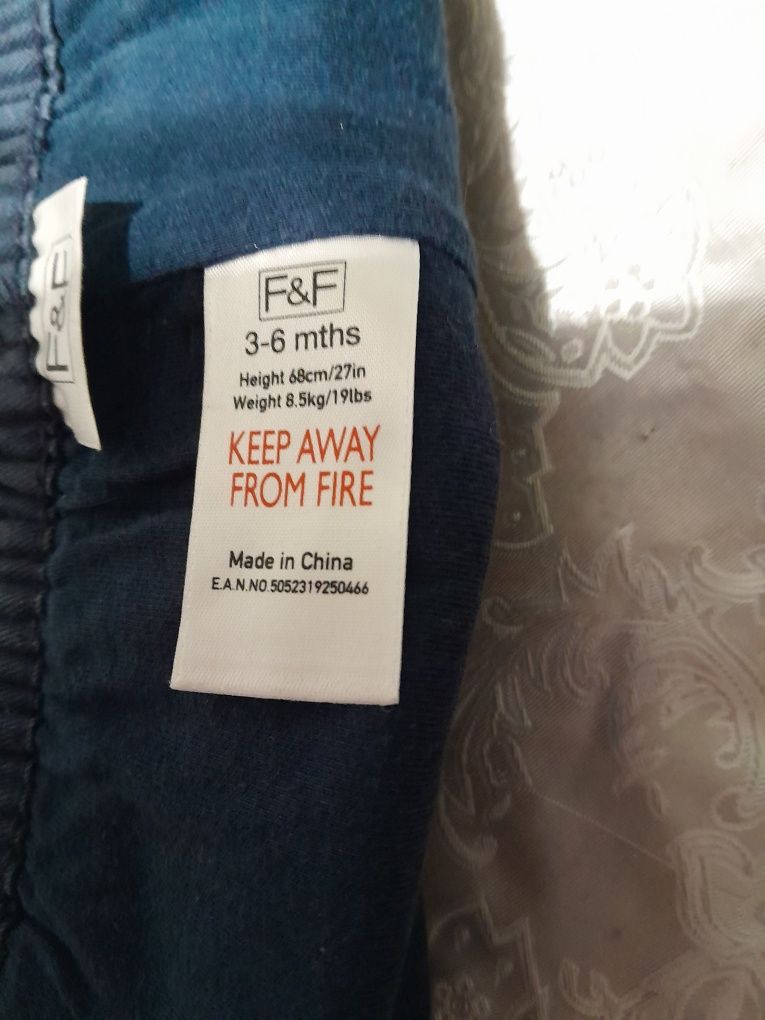 F&F
F&F
3-6 mths
Height 68cm/27in
Weight 8.5kg/19lbs
KEEP AWAY
FROM FIRE
Made in China
E.A.N.NO.5052319250466